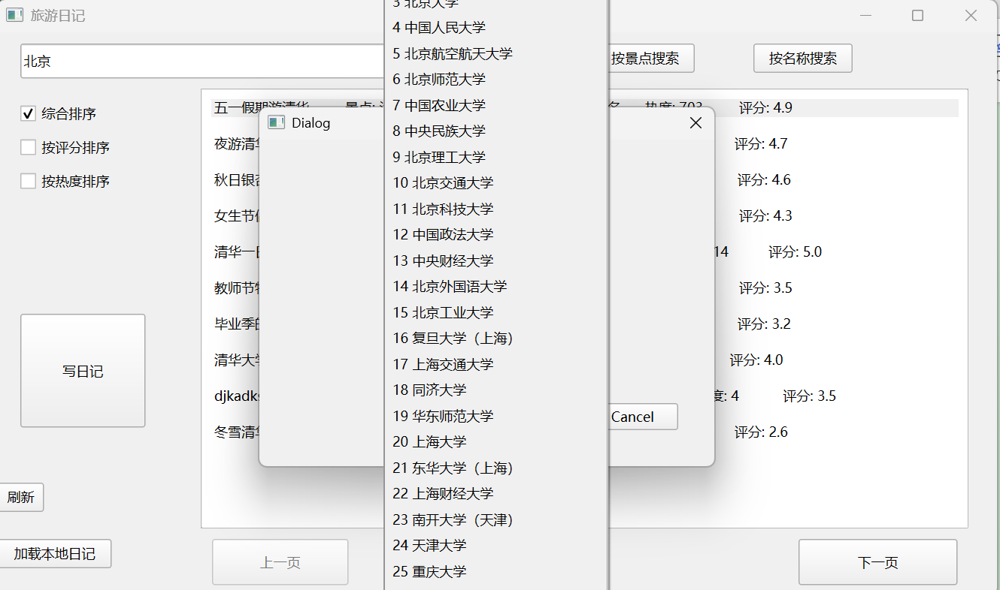 旅游日记
北京
按景点搜索
按名称搜索
综合排序
按评分排序
按热度排序
写日记
刷新
加载本地日记
Dialog
五一假期游清华 景点: 热度: 703 评分: 4.9
夜游清华 评分: 4.7
秋日银杏 评分: 4.6
女生节 评分: 4.3
清华一日 14 评分: 5.0
教师节 评分: 3.5
毕业季的 评分: 3.2
清华大学 评分: 4.0
djkadks 度: 4 评分: 3.5
冬雪清华 评分: 2.6
3 北京大学
4 中国人民大学
5 北京航空航天大学
6 北京师范大学
7 中国农业大学
8 中央民族大学
9 北京理工大学
10 北京交通大学
11 北京科技大学
12 中国政法大学
13 中央财经大学
14 北京外国语大学
15 北京工业大学
16 复旦大学（上海）
17 上海交通大学
18 同济大学
19 华东师范大学
20 上海大学
21 东华大学（上海）
22 上海财经大学
23 南开大学（天津）
24 天津大学
25 重庆大学
Cancel
上一页
下一页